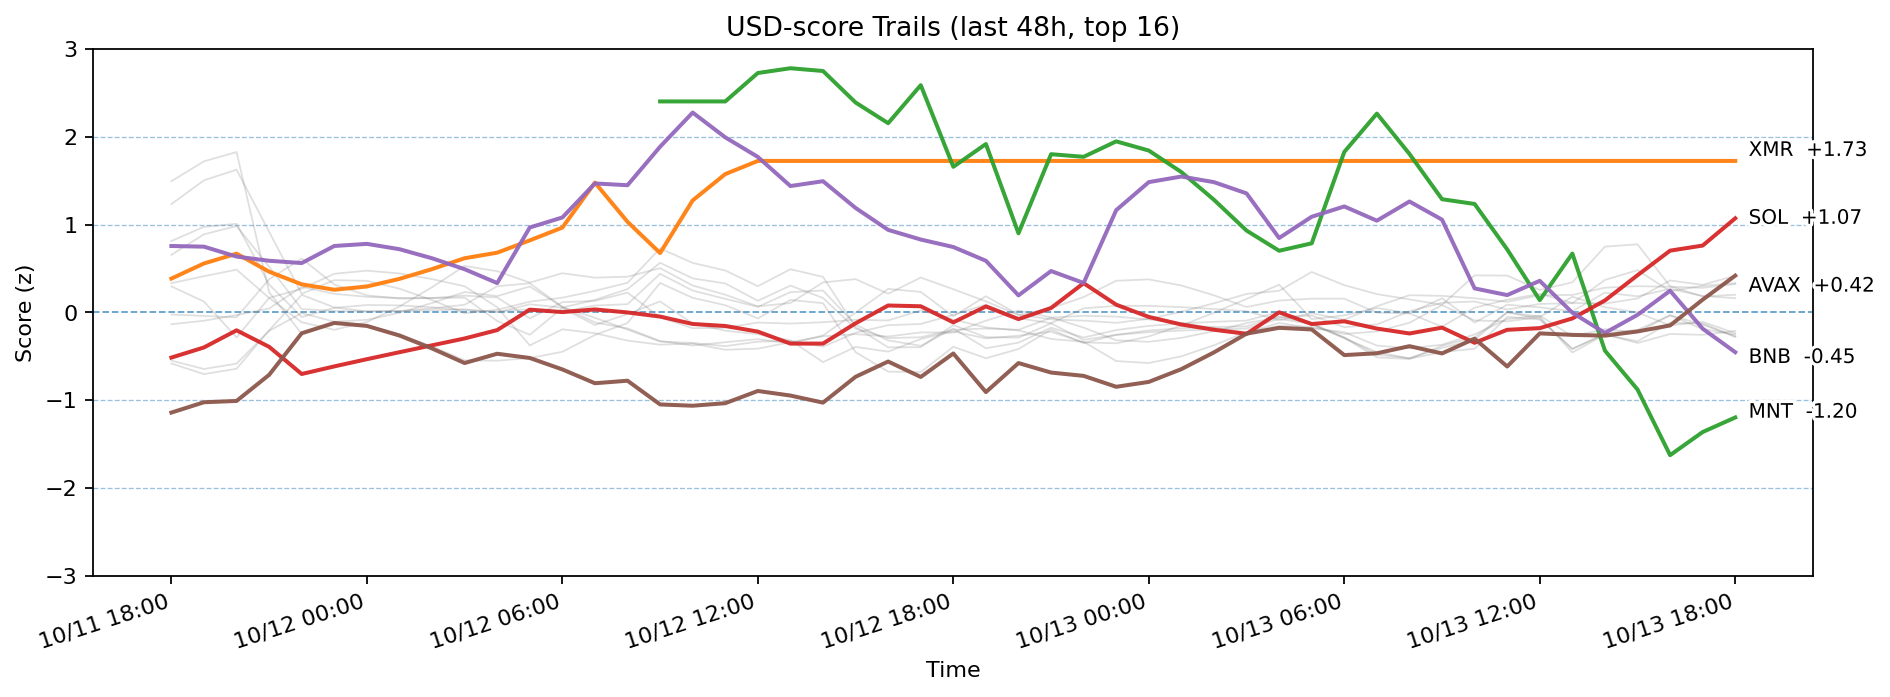 USD-score Trails (last 48h, top 16)
Score (z)
3
2
1
0
−1
−2
−3
XMR +1.73
SOL +1.07
AVAX +0.42
BNB -0.45
MNT -1.20
10/11 18:00
10/12 00:00
10/12 06:00
10/12 12:00
10/12 18:00
10/13 00:00
10/13 06:00
10/13 12:00
10/13 18:00
Time